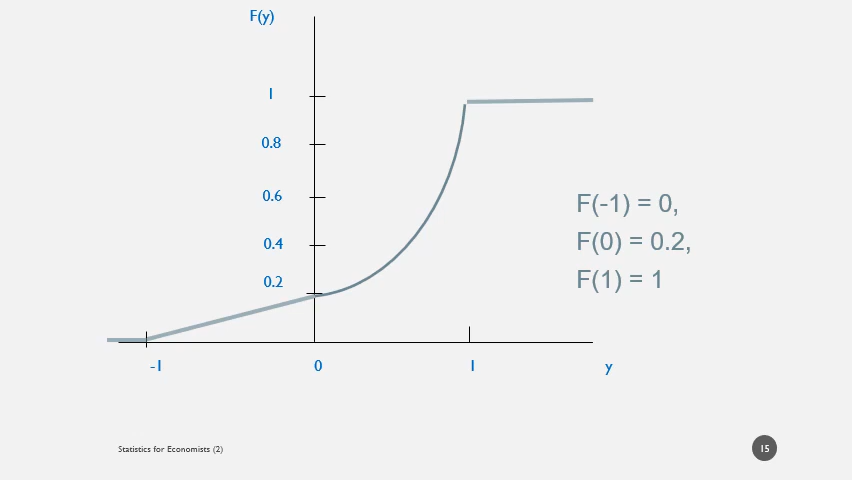 F(y)
1
0.8
0.6
0.4
0.2
-1
0
1
y
F(-1) = 0,
F(0) = 0.2,
F(1) = 1
Statistics for Economists (2)
15